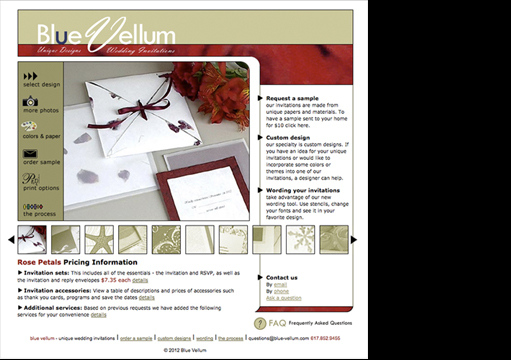 Blue Vellum
Unique Designs Wedding Invitations
select design
more photos
colors & paper
order sample
print options
the process
Request a sample
our invitations are made from
unique papers and materials. To
have a sample sent to your home
for $10 click here.
Custom design
our specialty is custom designs. If
you have an idea for your unique
invitations or would like to
incorporate some colors or
themes into one of our
invitations, a designer can help.
Wording your invitations
take advantage of our new
wording tool. Use stencils, change
your fonts and see it in your
favorite design.
Rose Petals Pricing Information
Invitation sets: This includes all of the essentials - the invitation and RSVP, as well as
the invitation and reply envelopes $7.35 each details
Invitation accessories: View a table of descriptions and prices of accessories such
as thank you cards, programs and save the dates details
Additional services: Based on previous requests we have added the following
services for your convenience details
Contact us
By email
By phone
Ask a question
? FAQ Frequently Asked Questions
blue vellum - unique wedding invitations | order a sample | custom designs | wording | the process | questions@blue-vellum.com 617.852.9455
© 2012 Blue Vellum